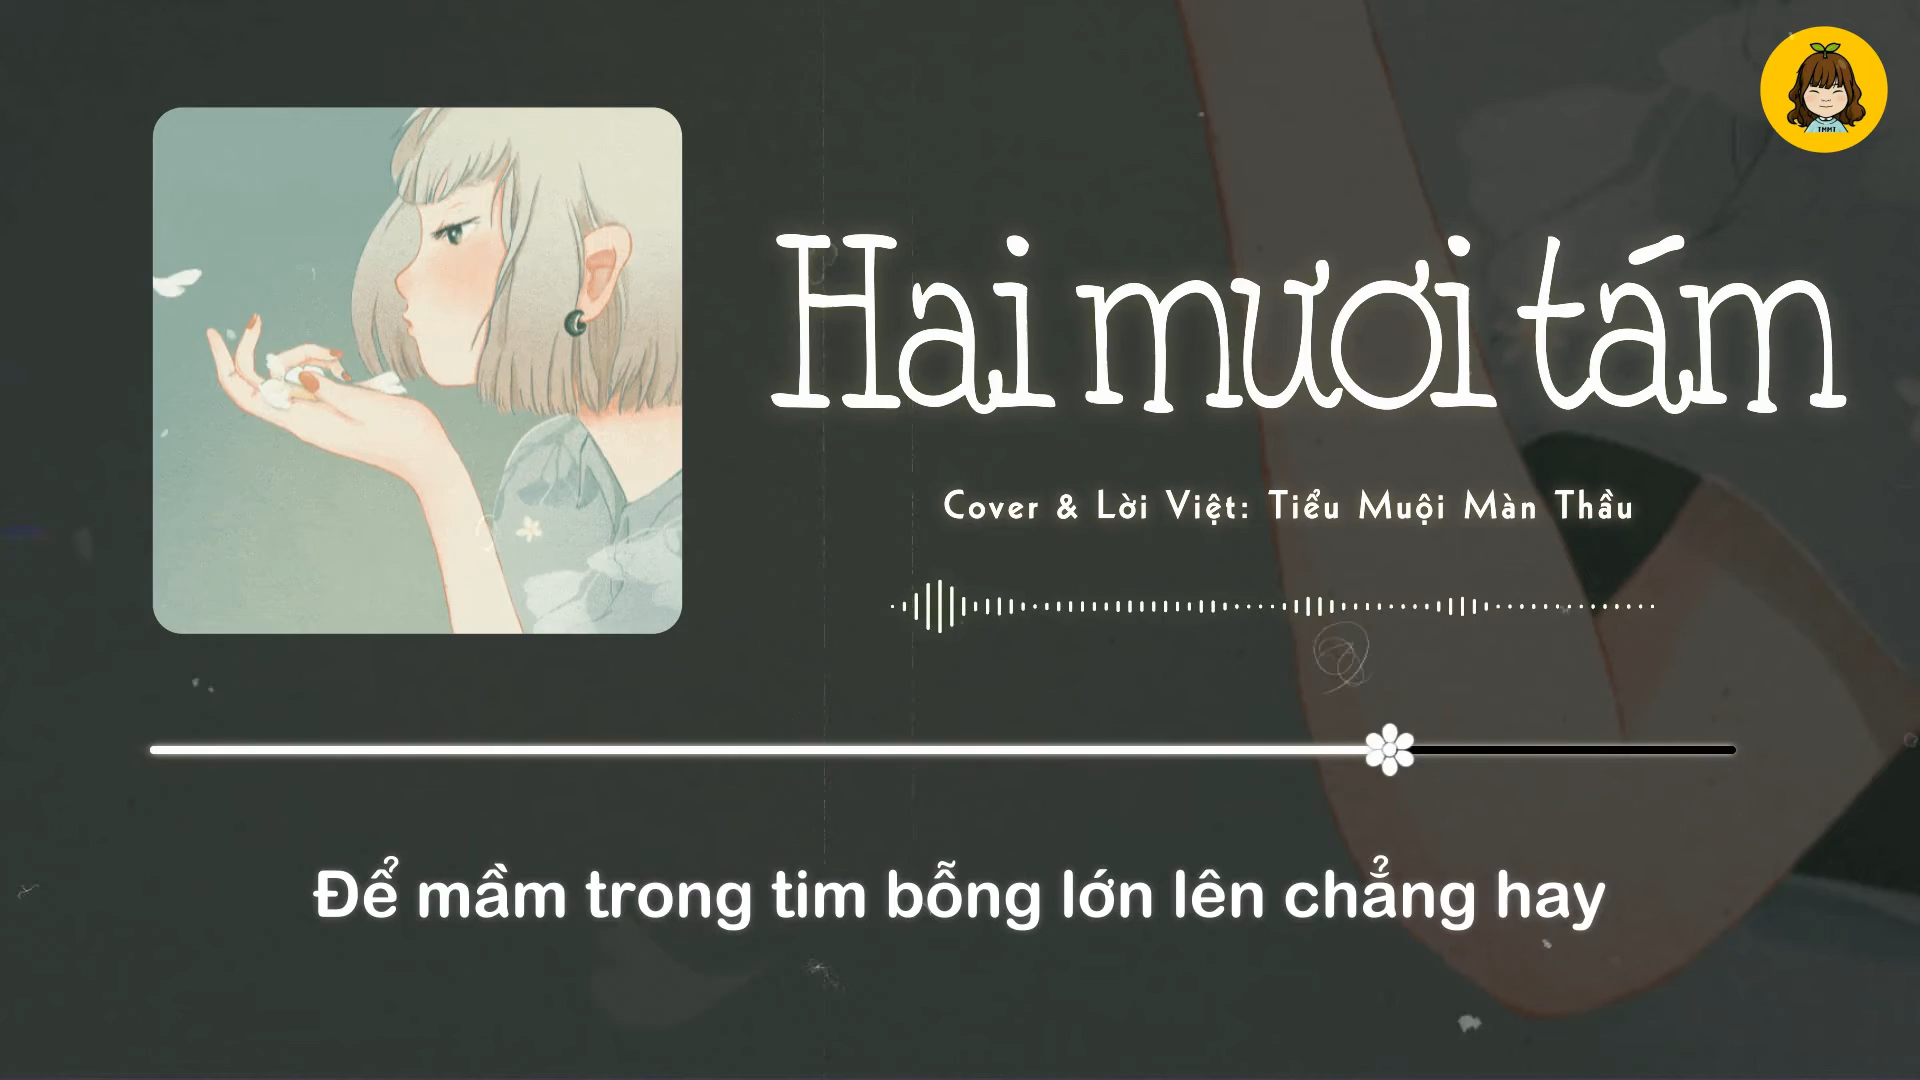 TMMT
Hai mươi tám
Cover & Lời Việt: Tiểu Muội Màn Thầu
Để mầm trong tim bỗng lớn lên chẳng hay